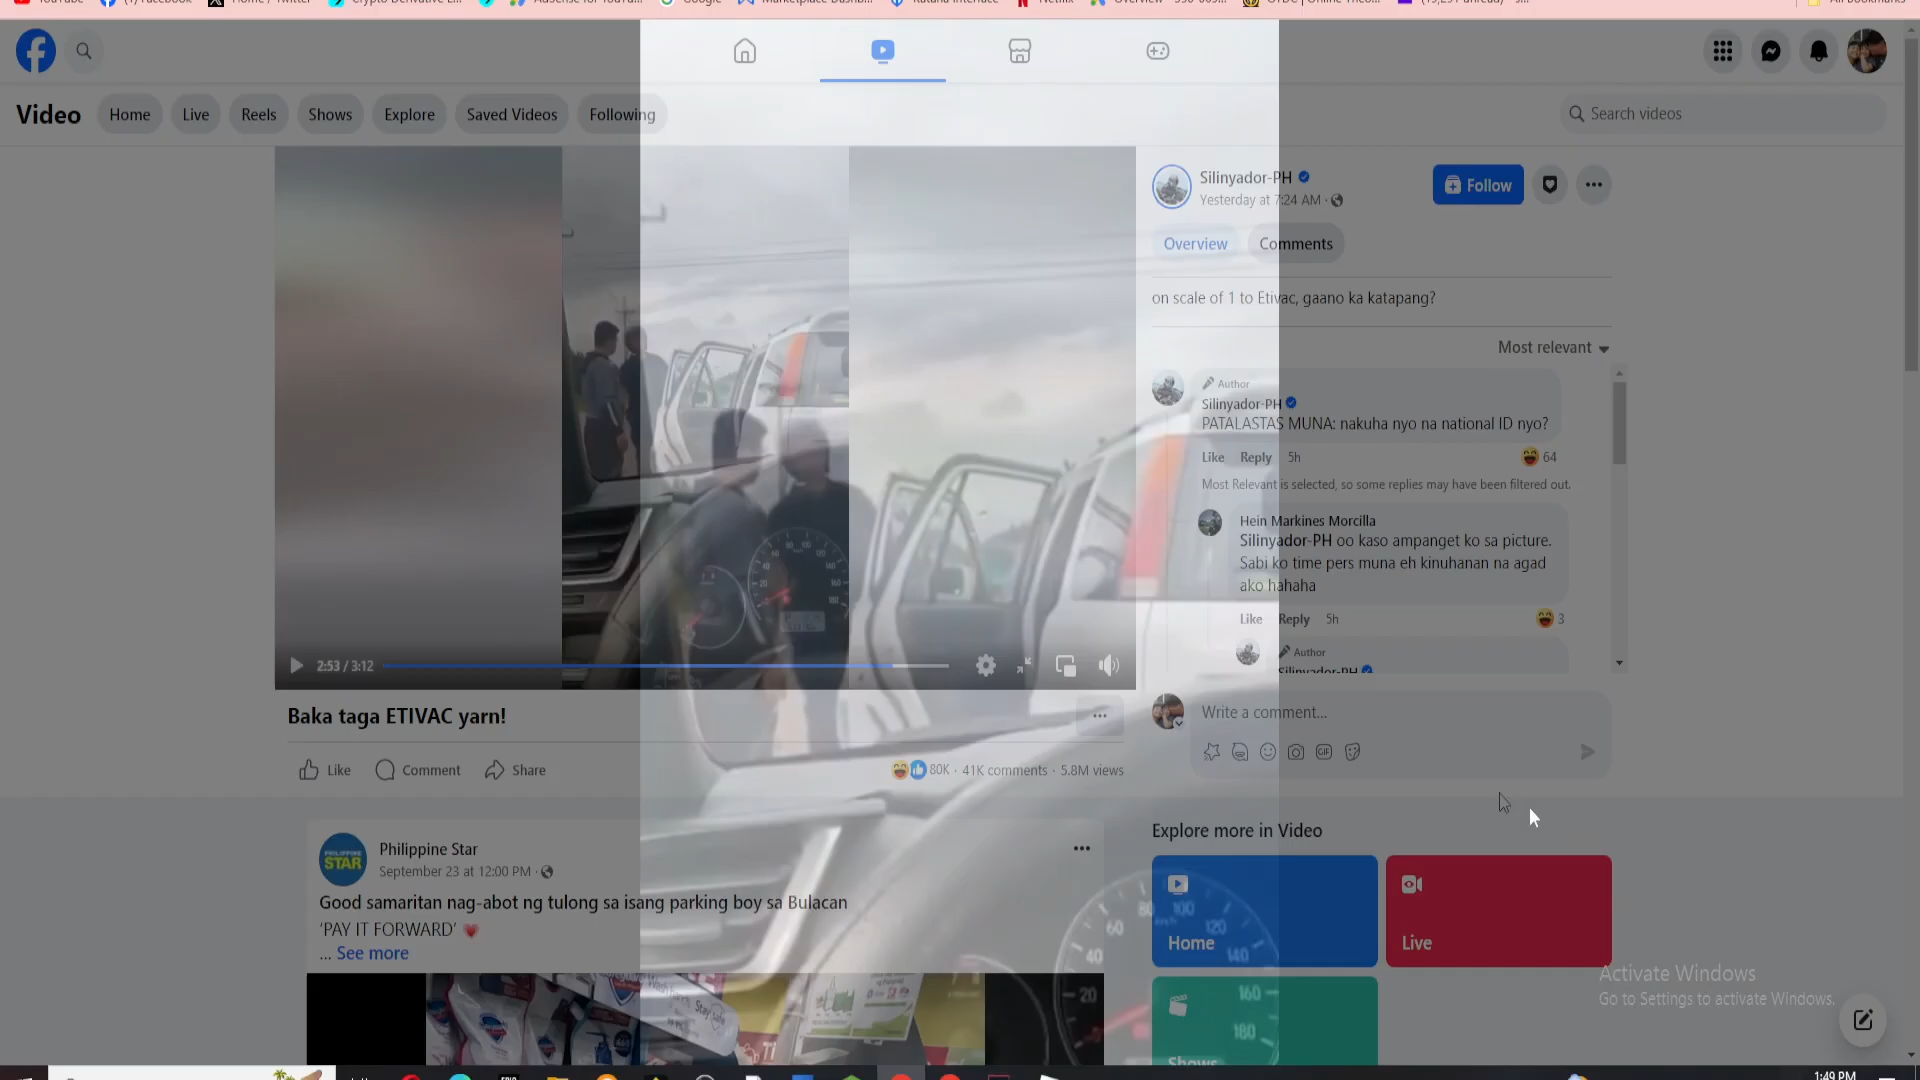 Video
Home
Live
Reels
Shows
Explore
Saved Videos
Following
Search videos
Silinyador-PH
Yesterday at 7:24 AM ·
Follow
Overview
Comments
on scale of 1 to Etivac, gaano ka katapang?
Most relevant
Author
Silinyador-PH
PATALASTAS MUNA: nakuha nyo na national ID nyo?
Like Reply 5h
64
Most Relevant is selected, so some replies may have been filtered out.
Hein Markines Morcilla
Silinyador-PH oo kaso ampanget ko sa picture.
Sabi ko time pers muna eh kinuhanan na agad
ako hahaha
Like Reply 5h
3
Author
Silinyador-PH
Write a comment...
GIF
2:53 / 3:12
Baka taga ETIVAC yarn!
Like
Comment
Share
80K · 41K comments · 5.8M views
PHILIPPINE
STAR
Philippine Star
September 23 at 12:00 PM ·
Good samaritan nag-abot ng tulong sa isang parking boy sa Bulacan
'PAY IT FORWARD'
... See more
Explore more in Video
Home
Live
Shows
Activate Windows
Go to Settings to activate Windows.
1:49 PM